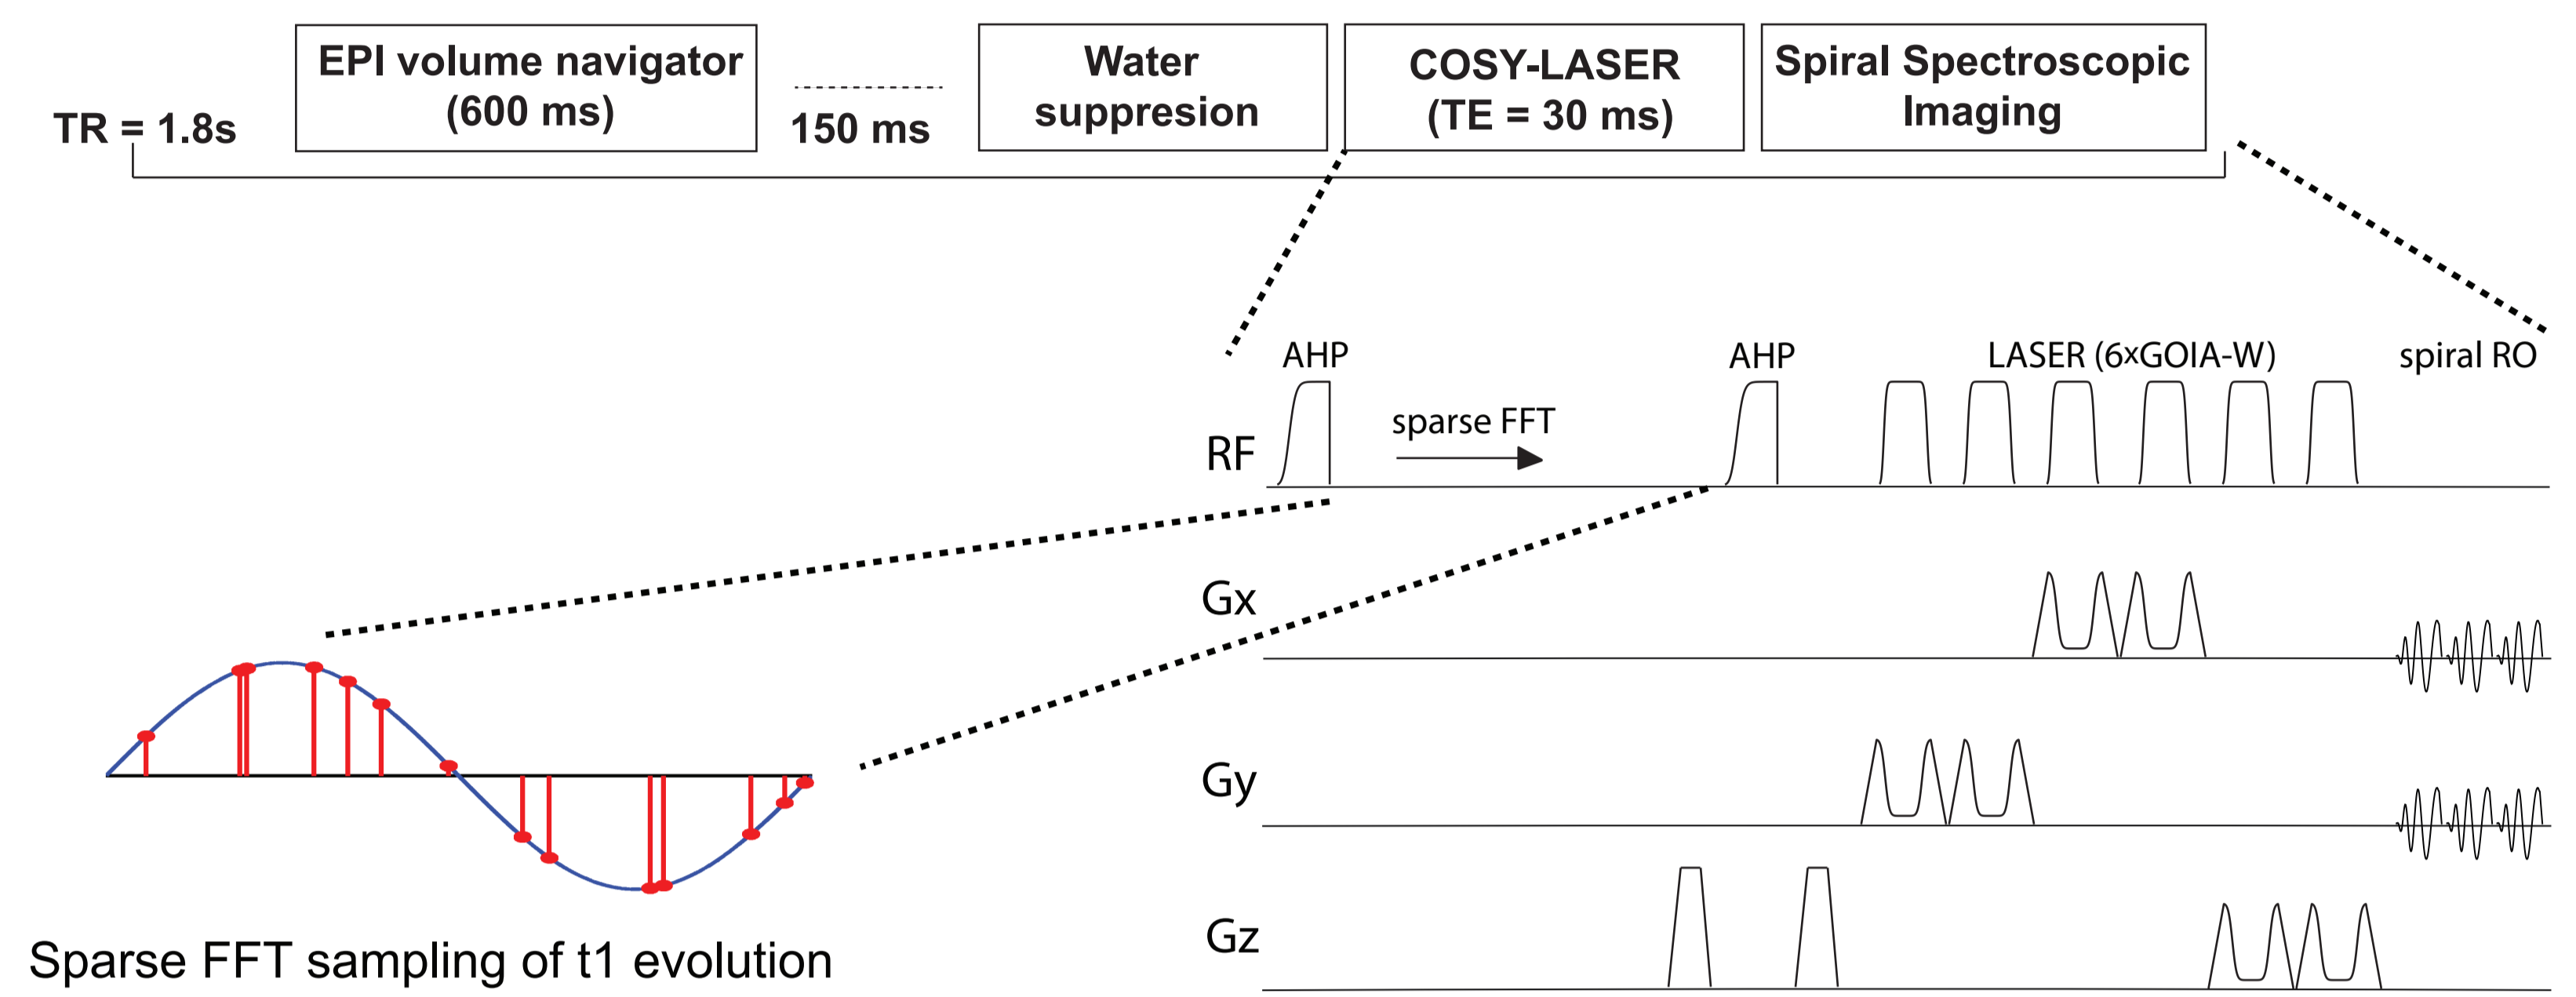 TR = 1.8s
EPI volume navigator
(600 ms)
150 ms
Water
suppresion
COSY-LASER
(TE = 30 ms)
Spiral Spectroscopic
Imaging
AHP
AHP
LASER (6xGOIA-W)
spiral RO
sparse FFT
RF
Gx
Gy
Gz
Sparse FFT sampling of t1 evolution